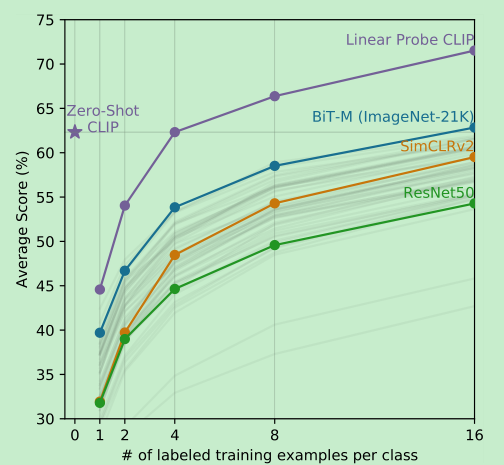 75
70
65
60
55
50
45
40
35
30
Average Score (%)
Linear Probe CLIP
Zero-Shot
CLIP
BiT-M (ImageNet-21K)
SimCLRv2
ResNet50
0 1 2 4 8 16
# of labeled training examples per class